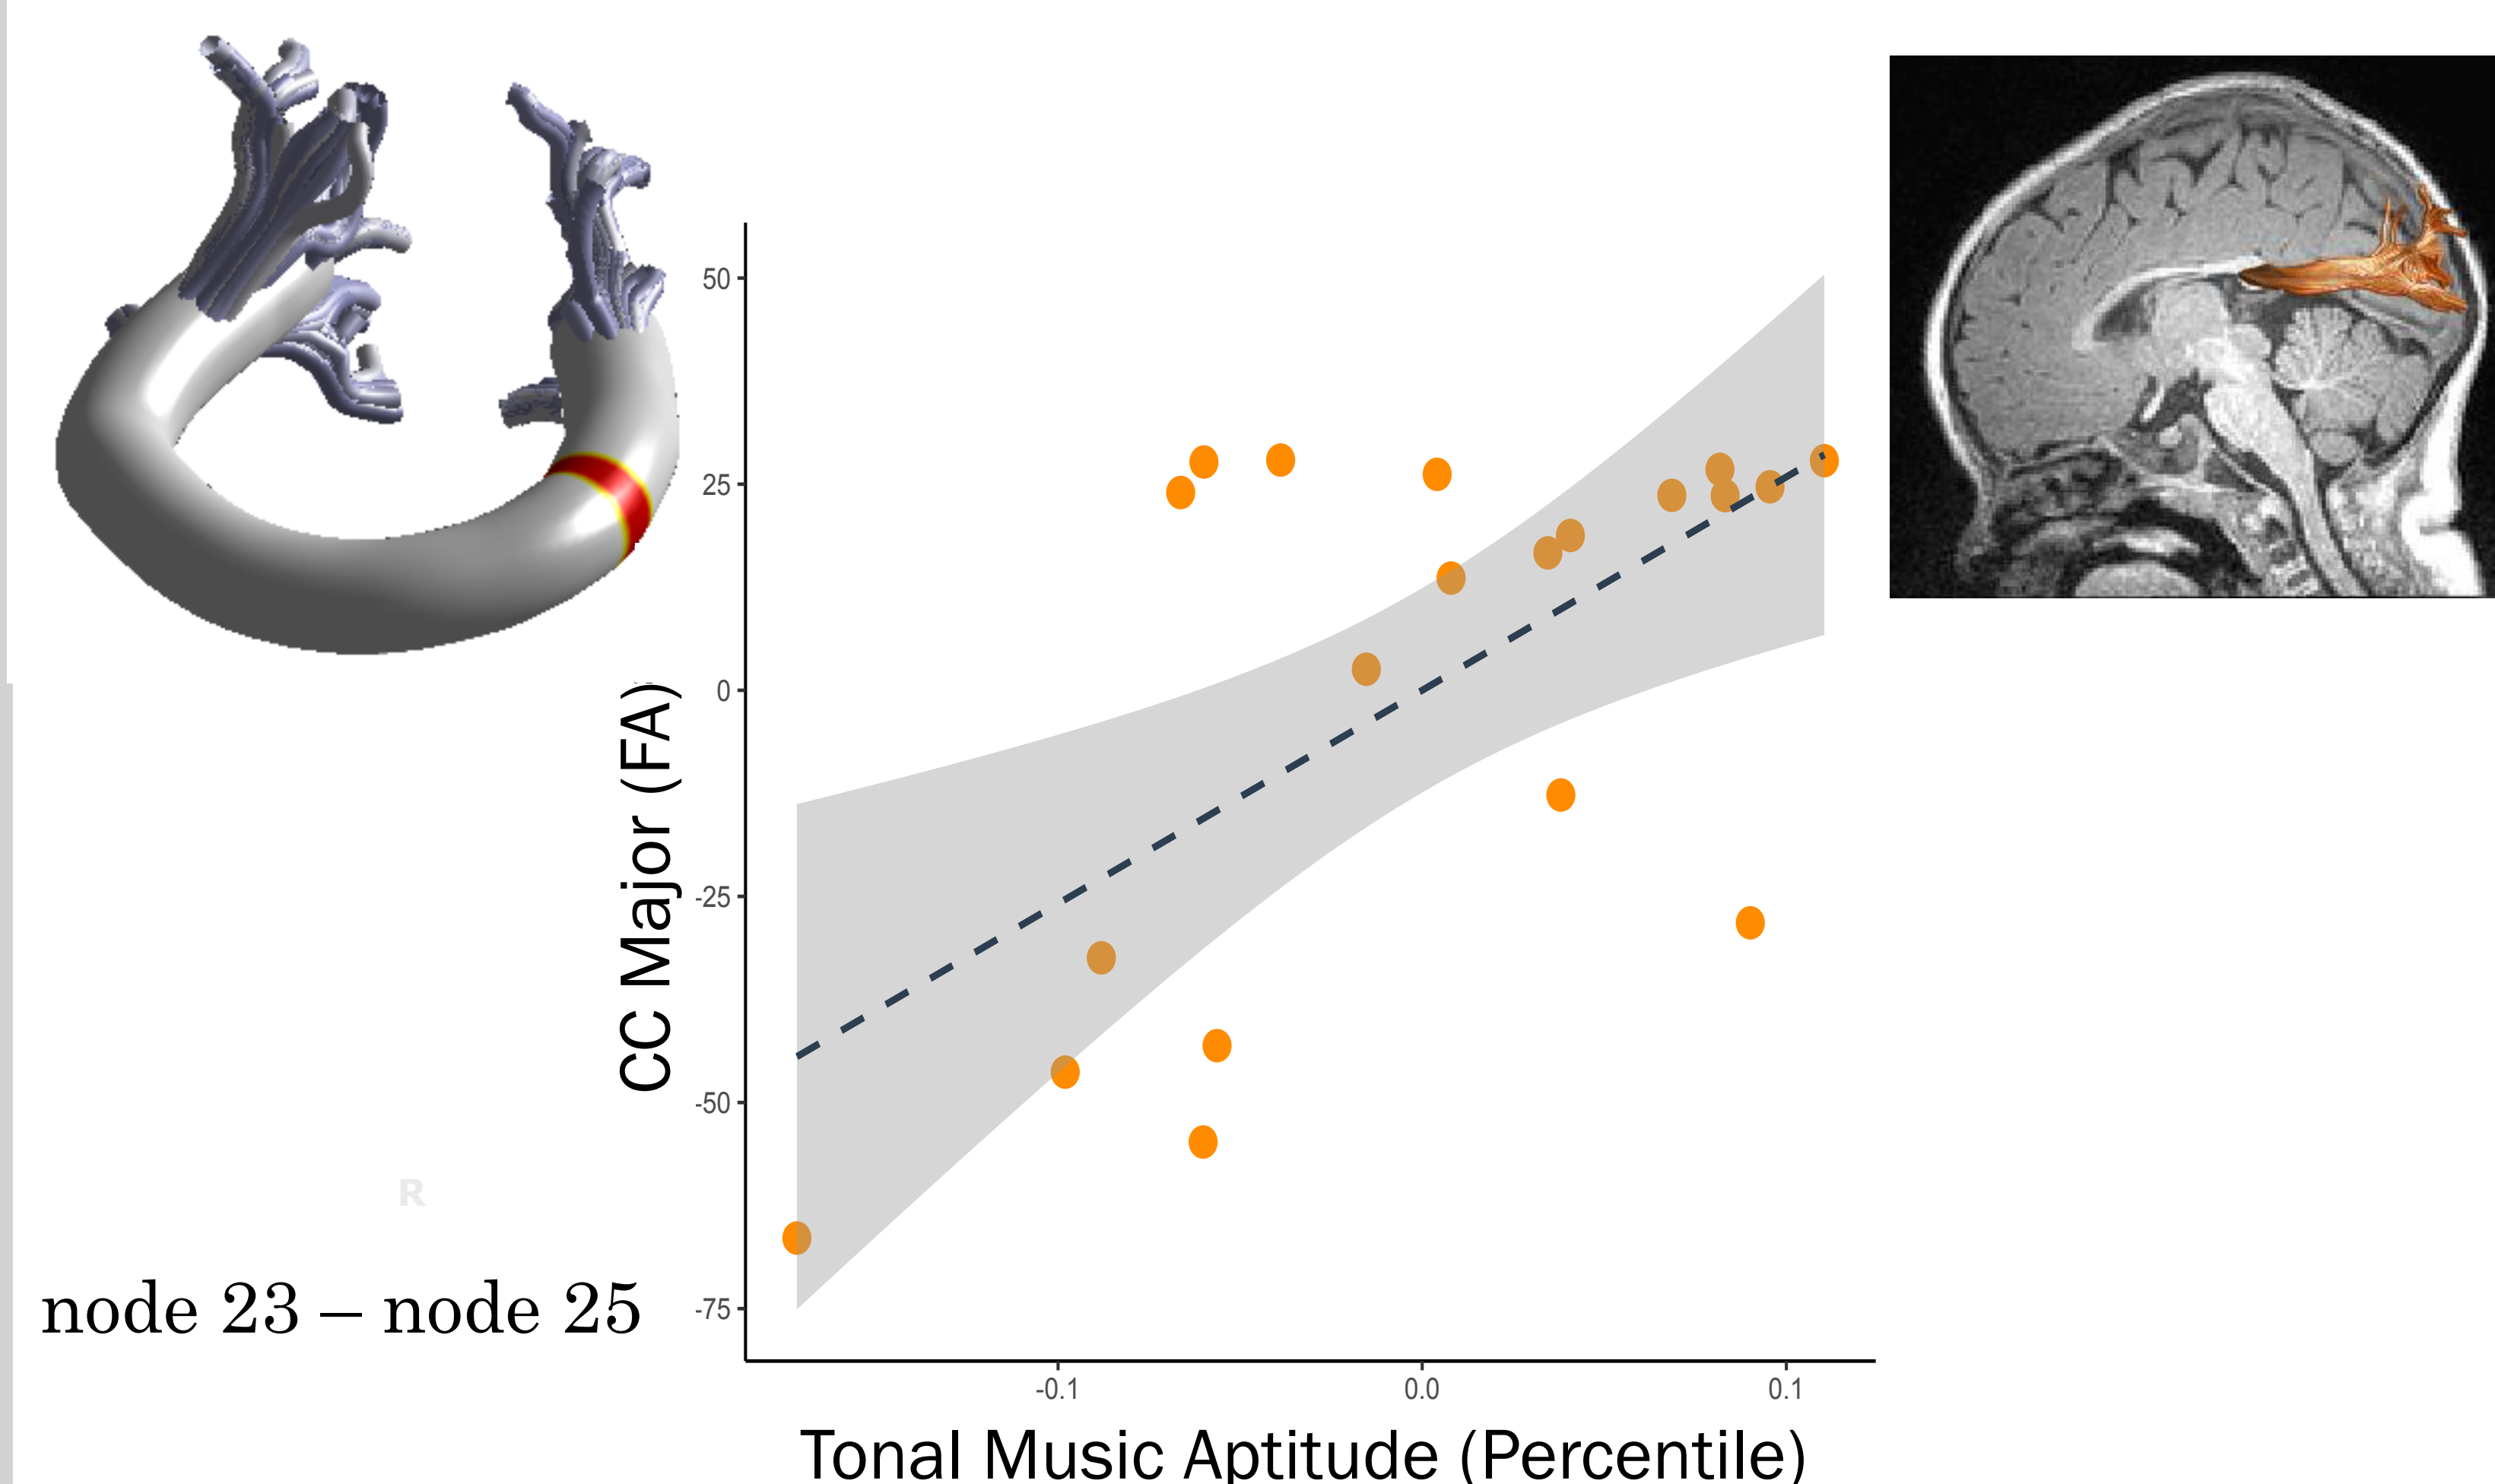 50
25
0
-25
-50
-75
CC Major (FA)
-0.1
0.0
0.1
Tonal Music Aptitude (Percentile)
R
node 23 – node 25